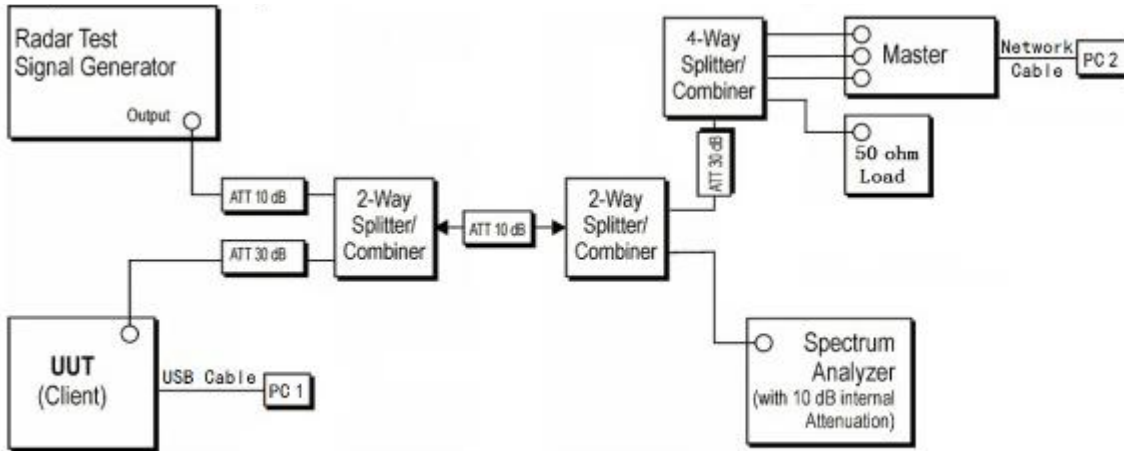 Radar Test
Signal Generator
Output
ATT 10 dB
ATT 30 dB
2-Way
Splitter/
Combiner
ATT 10 dB
2-Way
Splitter/
Combiner
4-Way
Splitter/
Combiner
ATT 30 dB
Master
Network
Cable
PC 2
50 ohm
Load
UUT
(Client)
USB Cable
PC 1
Spectrum
Analyzer
(with 10 dB internal
Attenuation)